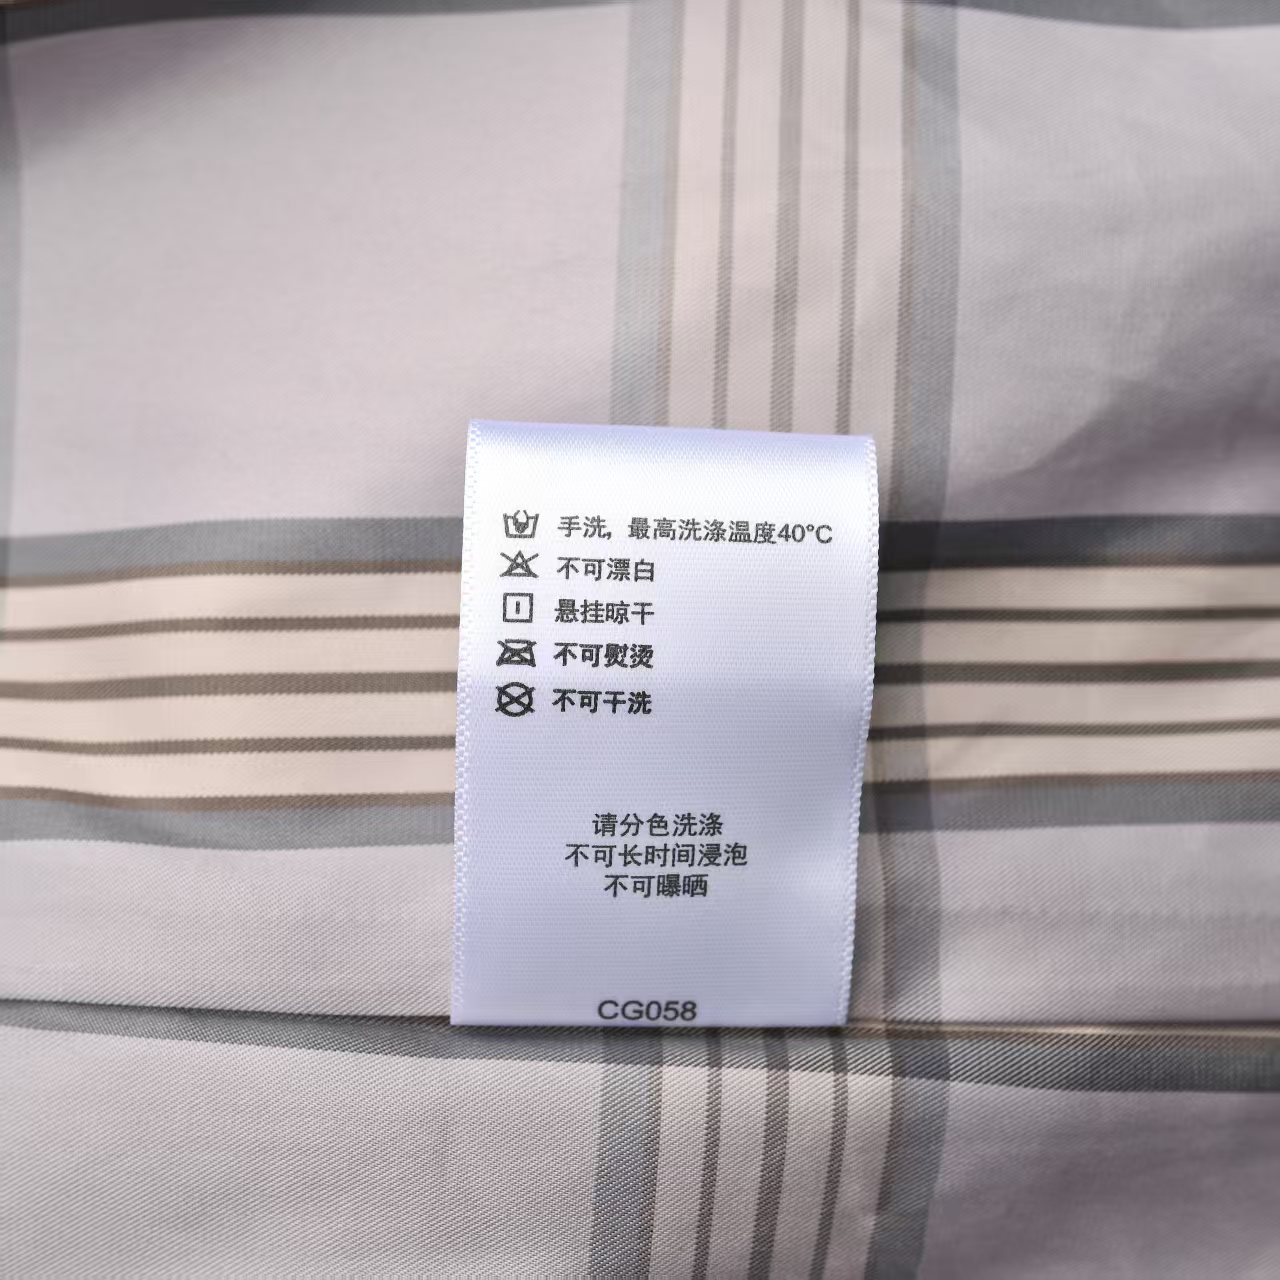 手洗，最高洗涤温度40°C
不可漂白
悬挂晾干
不可熨烫
不可干洗
请分色洗涤
不可长时间浸泡
不可曝晒
CG058